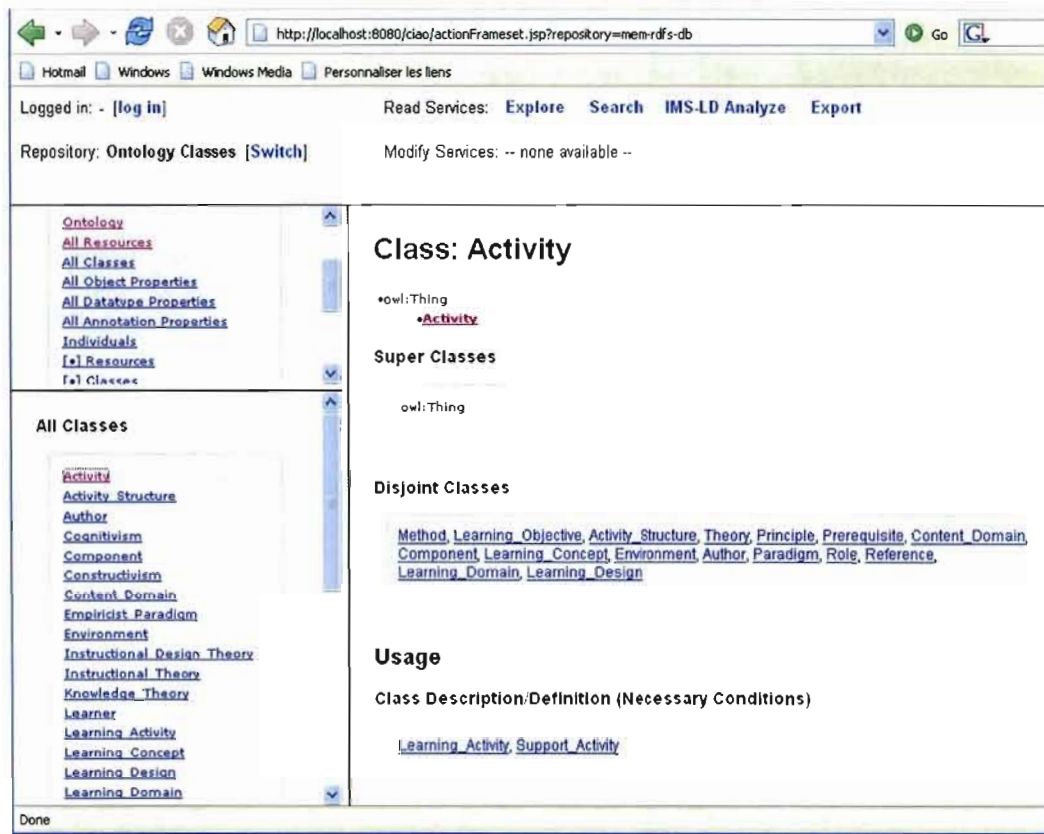 http://localhost:8080/ciao/actionFrameset.jsp?repository=mem-rdfs-db Go G
Hotmail Windows Windows Media Personnaliser les liens
Logged in: - [log in] Read Services: Explore Search IMS-LD Analyze Export
Repository: Ontology Classes [Switch] Modify Services: -- none available --
Ontology
All Resources
All Classes
All Object Properties
All Datatype Properties
All Annotation Properties
Individuals
[•] Resources
[•] Classes
All Classes
Activity
Activity Structure
Author
Cognitivism
Component
Constructivism
Content Domain
Empiricist Paradigm
Environment
Instructional Design Theory
Instructional Theory
Knowledge Theory
Learner
Learning Activity
Learning Concept
Learning Design
Learning Domain
Class: Activity
•owl:Thing
•Activity
Super Classes
owl:Thing
Disjoint Classes
Method, Learning_Objective, Activity_Structure, Theory, Principle, Prerequisite, Content_Domain,
Component, Learning_Concept, Environment, Author, Paradigm, Role, Reference,
Learning_Domain, Learning_Design
Usage
Class Description/Definition (Necessary Conditions)
Learning_Activity, Support_Activity
Done